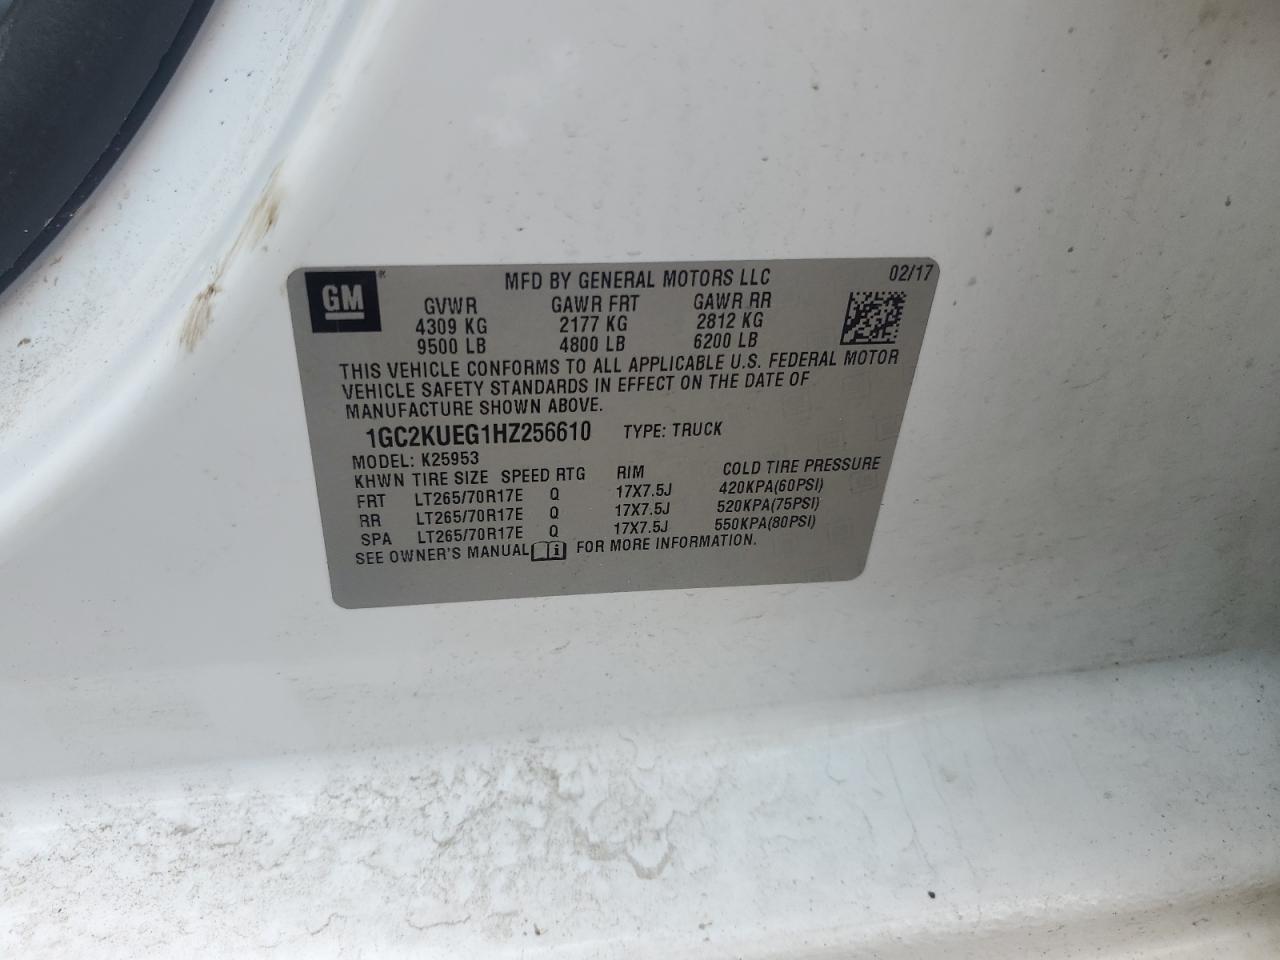 GM ®
MFD BY GENERAL MOTORS LLC 02/17
GVWR GAWR FRT GAWR RR
4309 KG 2177 KG 2812 KG
9500 LB 4800 LB 6200 LB
THIS VEHICLE CONFORMS TO ALL APPLICABLE U.S. FEDERAL MOTOR
VEHICLE SAFETY STANDARDS IN EFFECT ON THE DATE OF
MANUFACTURE SHOWN ABOVE.
1GC2KUEG1HZ256610 TYPE: TRUCK
MODEL: K25953
KHWN TIRE SIZE SPEED RTG RIM COLD TIRE PRESSURE
FRT LT265/70R17E Q 17X7.5J 420KPA(60PSI)
RR LT265/70R17E Q 17X7.5J 520KPA(75PSI)
SPA LT265/70R17E Q 17X7.5J 550KPA(80PSI)
SEE OWNER'S MANUAL i FOR MORE INFORMATION.